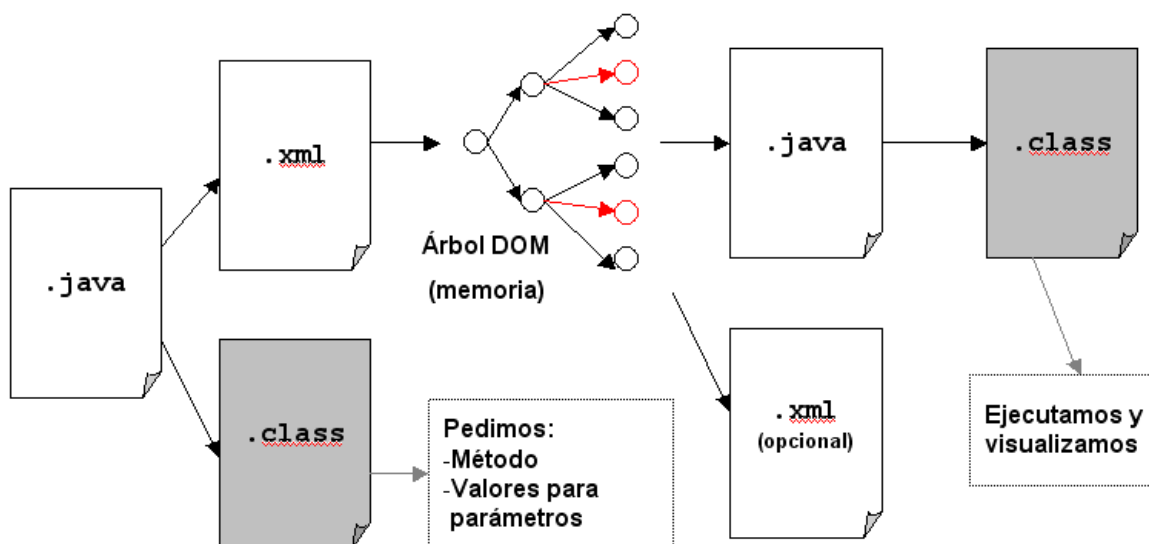 .java
.xml
.class
Árbol DOM
(memoria)
Pedimos:
-Método
-Valores para
parámetros
.java
.xml
(opcional)
.class
Ejecutamos y
visualizamos